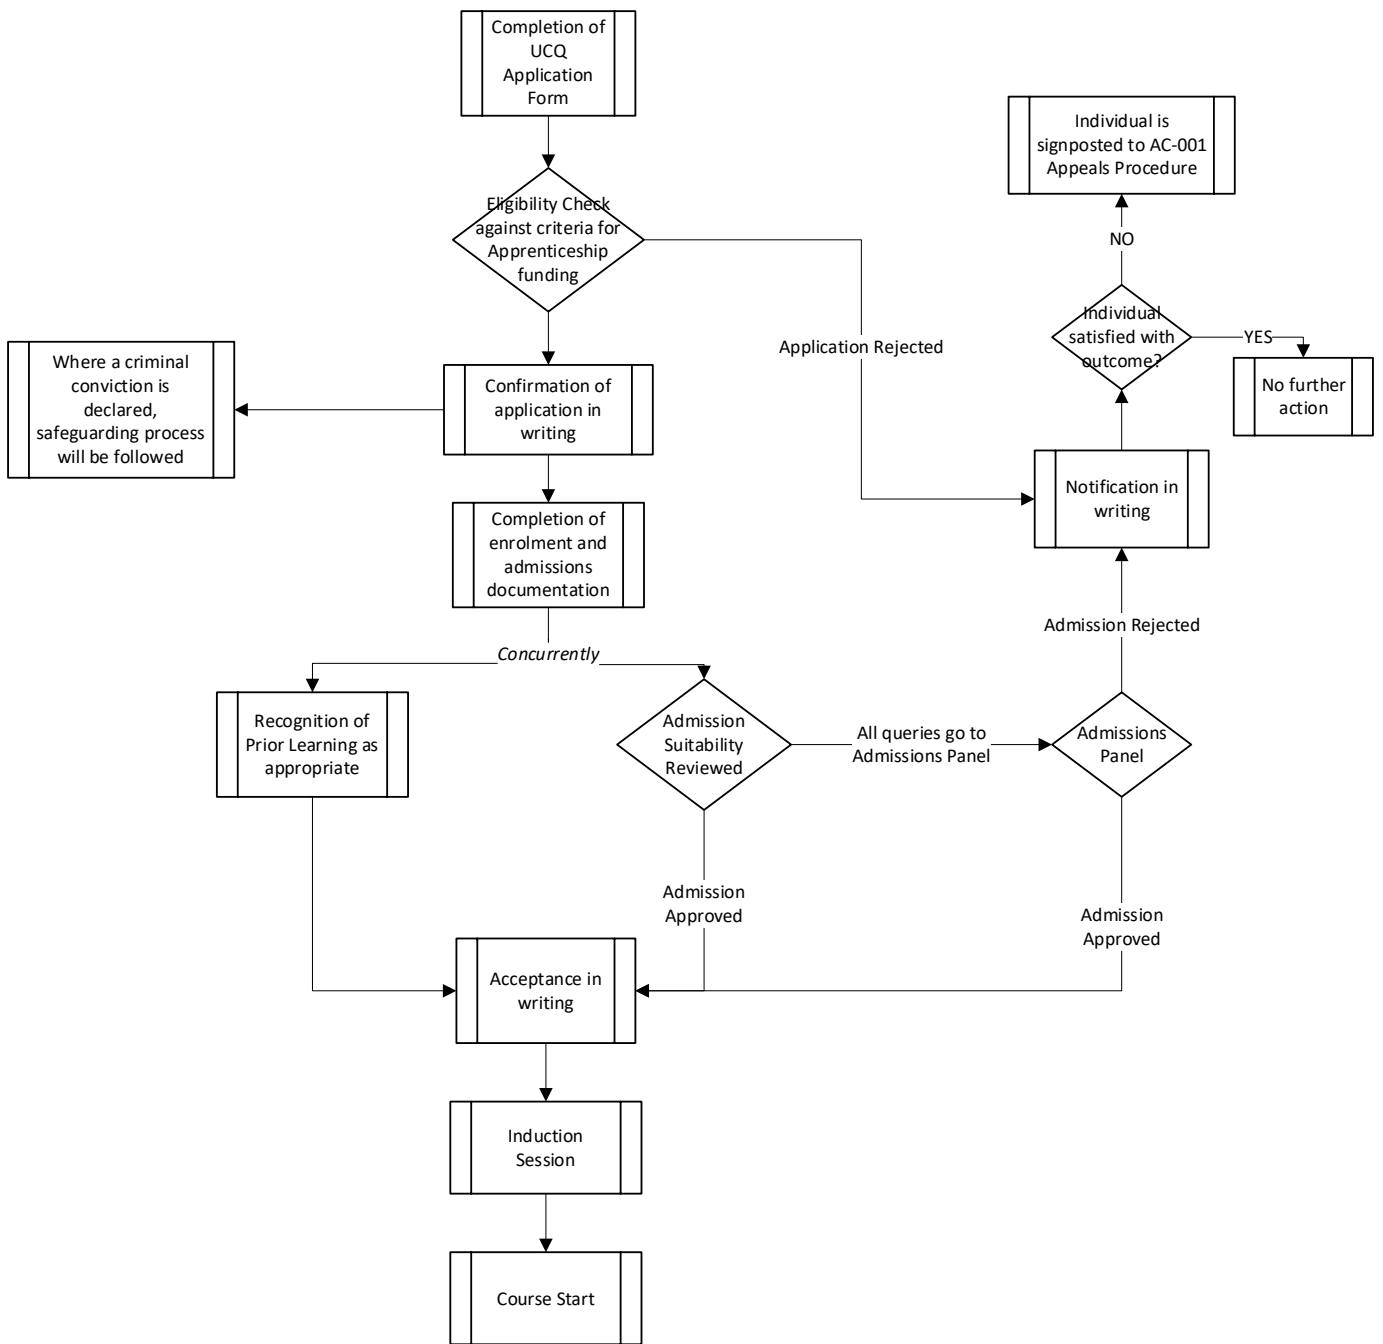 Completion of
UCQ
Application
Form
Individual is
signposted to AC-001
Appeals Procedure
Eligibility Check
against criteria for
Apprenticeship
funding
NO
Individual
satisfied with
outcome?
YES
No further
action
Application Rejected
Where a criminal
conviction is
declared,
safeguarding process
will be followed
Confirmation of
application in
writing
Notification in
writing
Completion of
enrolment and
admissions
documentation
Admission Rejected
Concurrently
Recognition of
Prior Learning as
appropriate
Admission
Suitability
Reviewed
All queries go to
Admissions Panel
Admissions
Panel
Admission
Approved
Admission
Approved
Acceptance in
writing
Induction
Session
Course Start